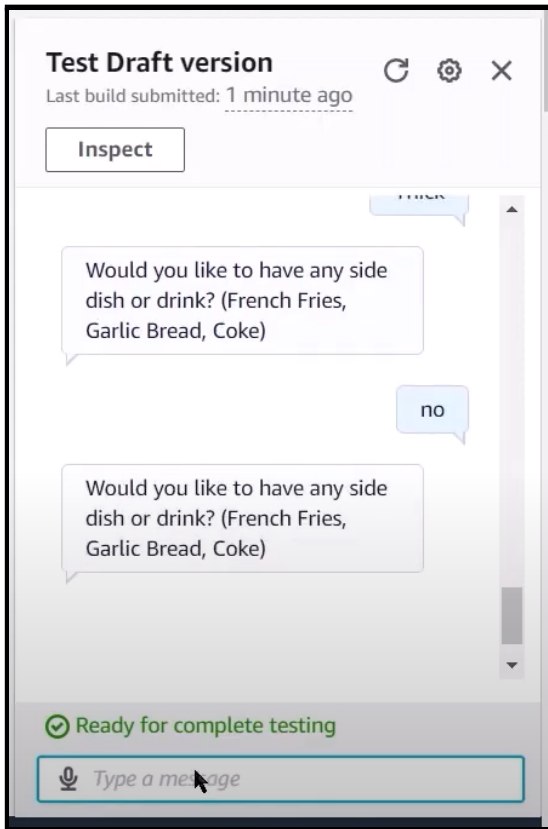 Test Draft version
Last build submitted: 1 minute ago
Inspect
Would you like to have any side
dish or drink? (French Fries,
Garlic Bread, Coke)
no
Would you like to have any side
dish or drink? (French Fries,
Garlic Bread, Coke)
Ready for complete testing
Type a message